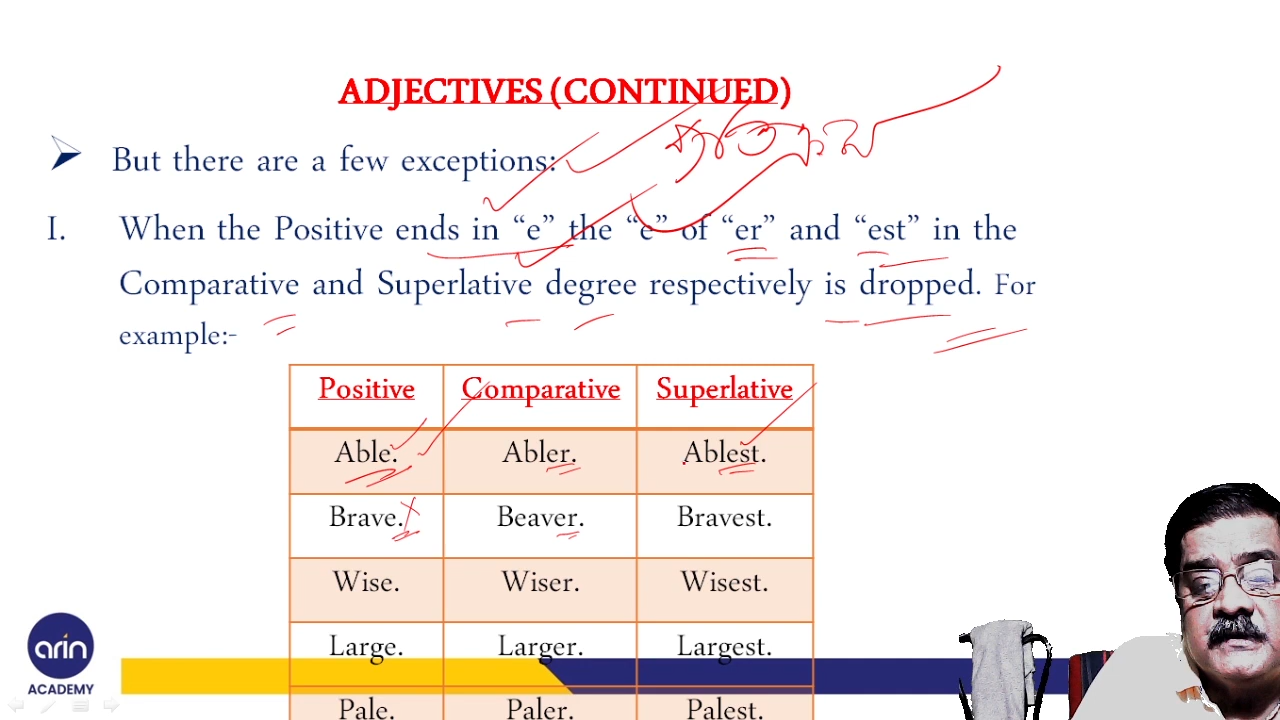 ADJECTIVES (CONTINUED)
But there are a few exceptions:
I. When the Positive ends in “e” the “e” of “er” and “est” in the
Comparative and Superlative degree respectively is dropped. For
example:-
Positive Comparative Superlative
Able. Abler. Ablest.
Brave. Beaver. Bravest.
Wise. Wiser. Wisest.
Large. Larger. Largest.
Pale. Paler. Palest.
arin
ACADEMY